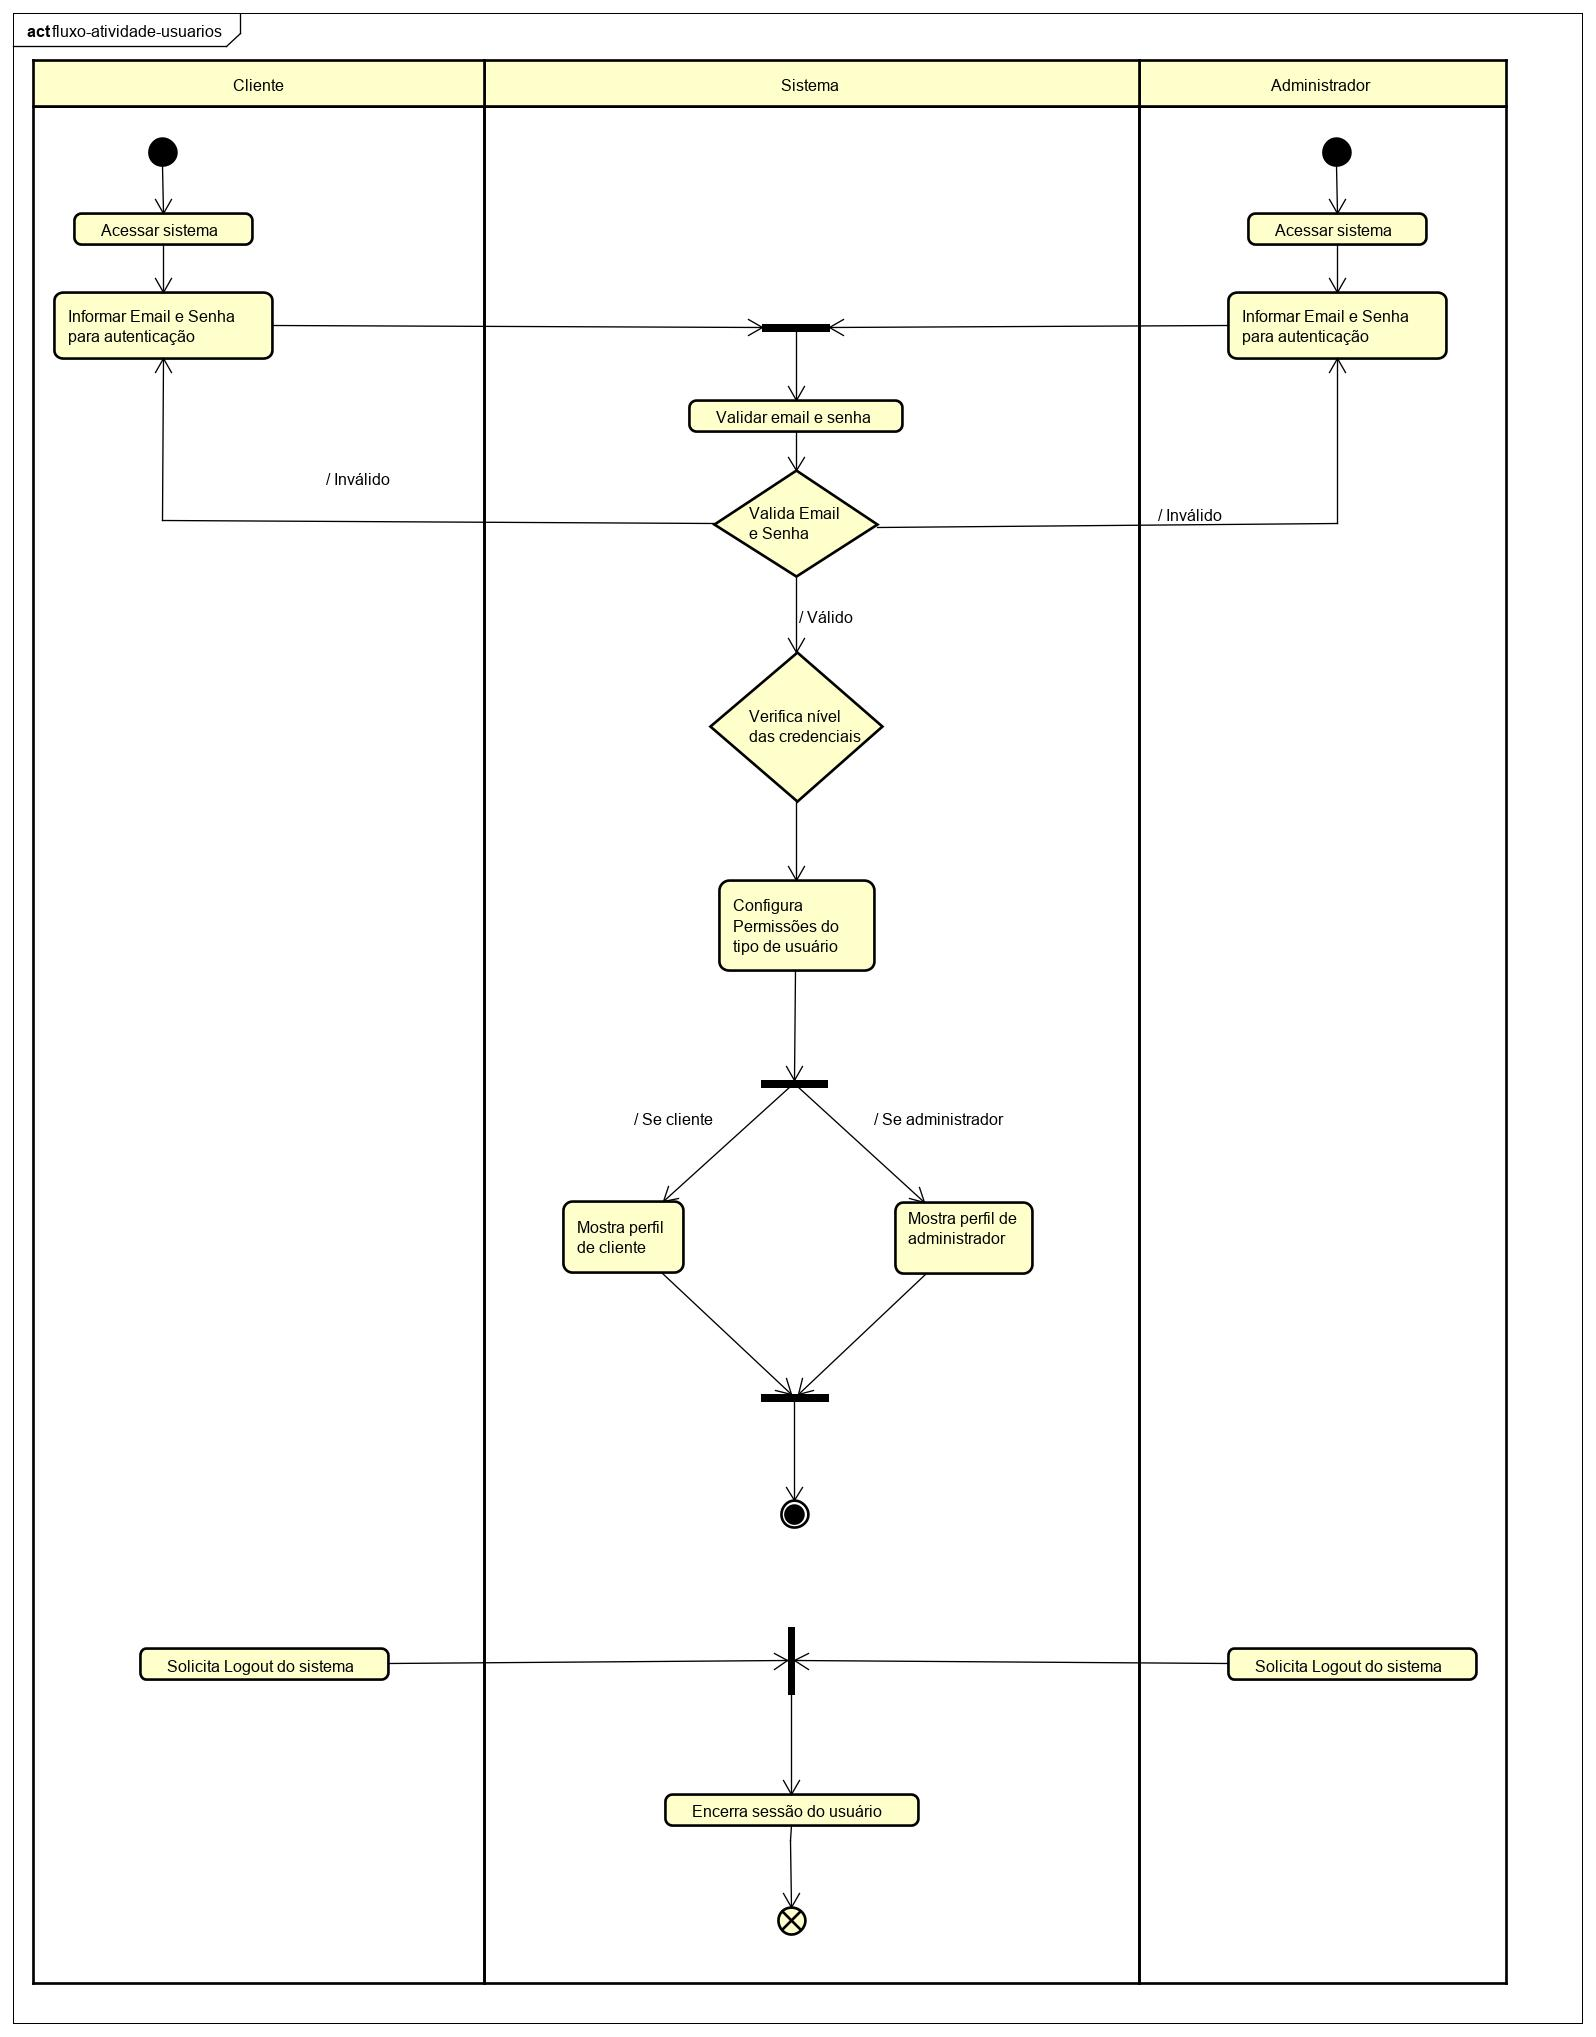 act fluxo-atividade-usuarios
Cliente
Sistema
Administrador
Acessar sistema
Acessar sistema
Informar Email e Senha
para autenticação
Informar Email e Senha
para autenticação
Validar email e senha
/ Inválido
Valida Email
e Senha
/ Inválido
/ Válido
Verifica nível
das credenciais
Configura
Permissões do
tipo de usuário
/ Se cliente
/ Se administrador
Mostra perfil
de cliente
Mostra perfil de
administrador
Solicita Logout do sistema
Solicita Logout do sistema
Encerra sessão do usuário